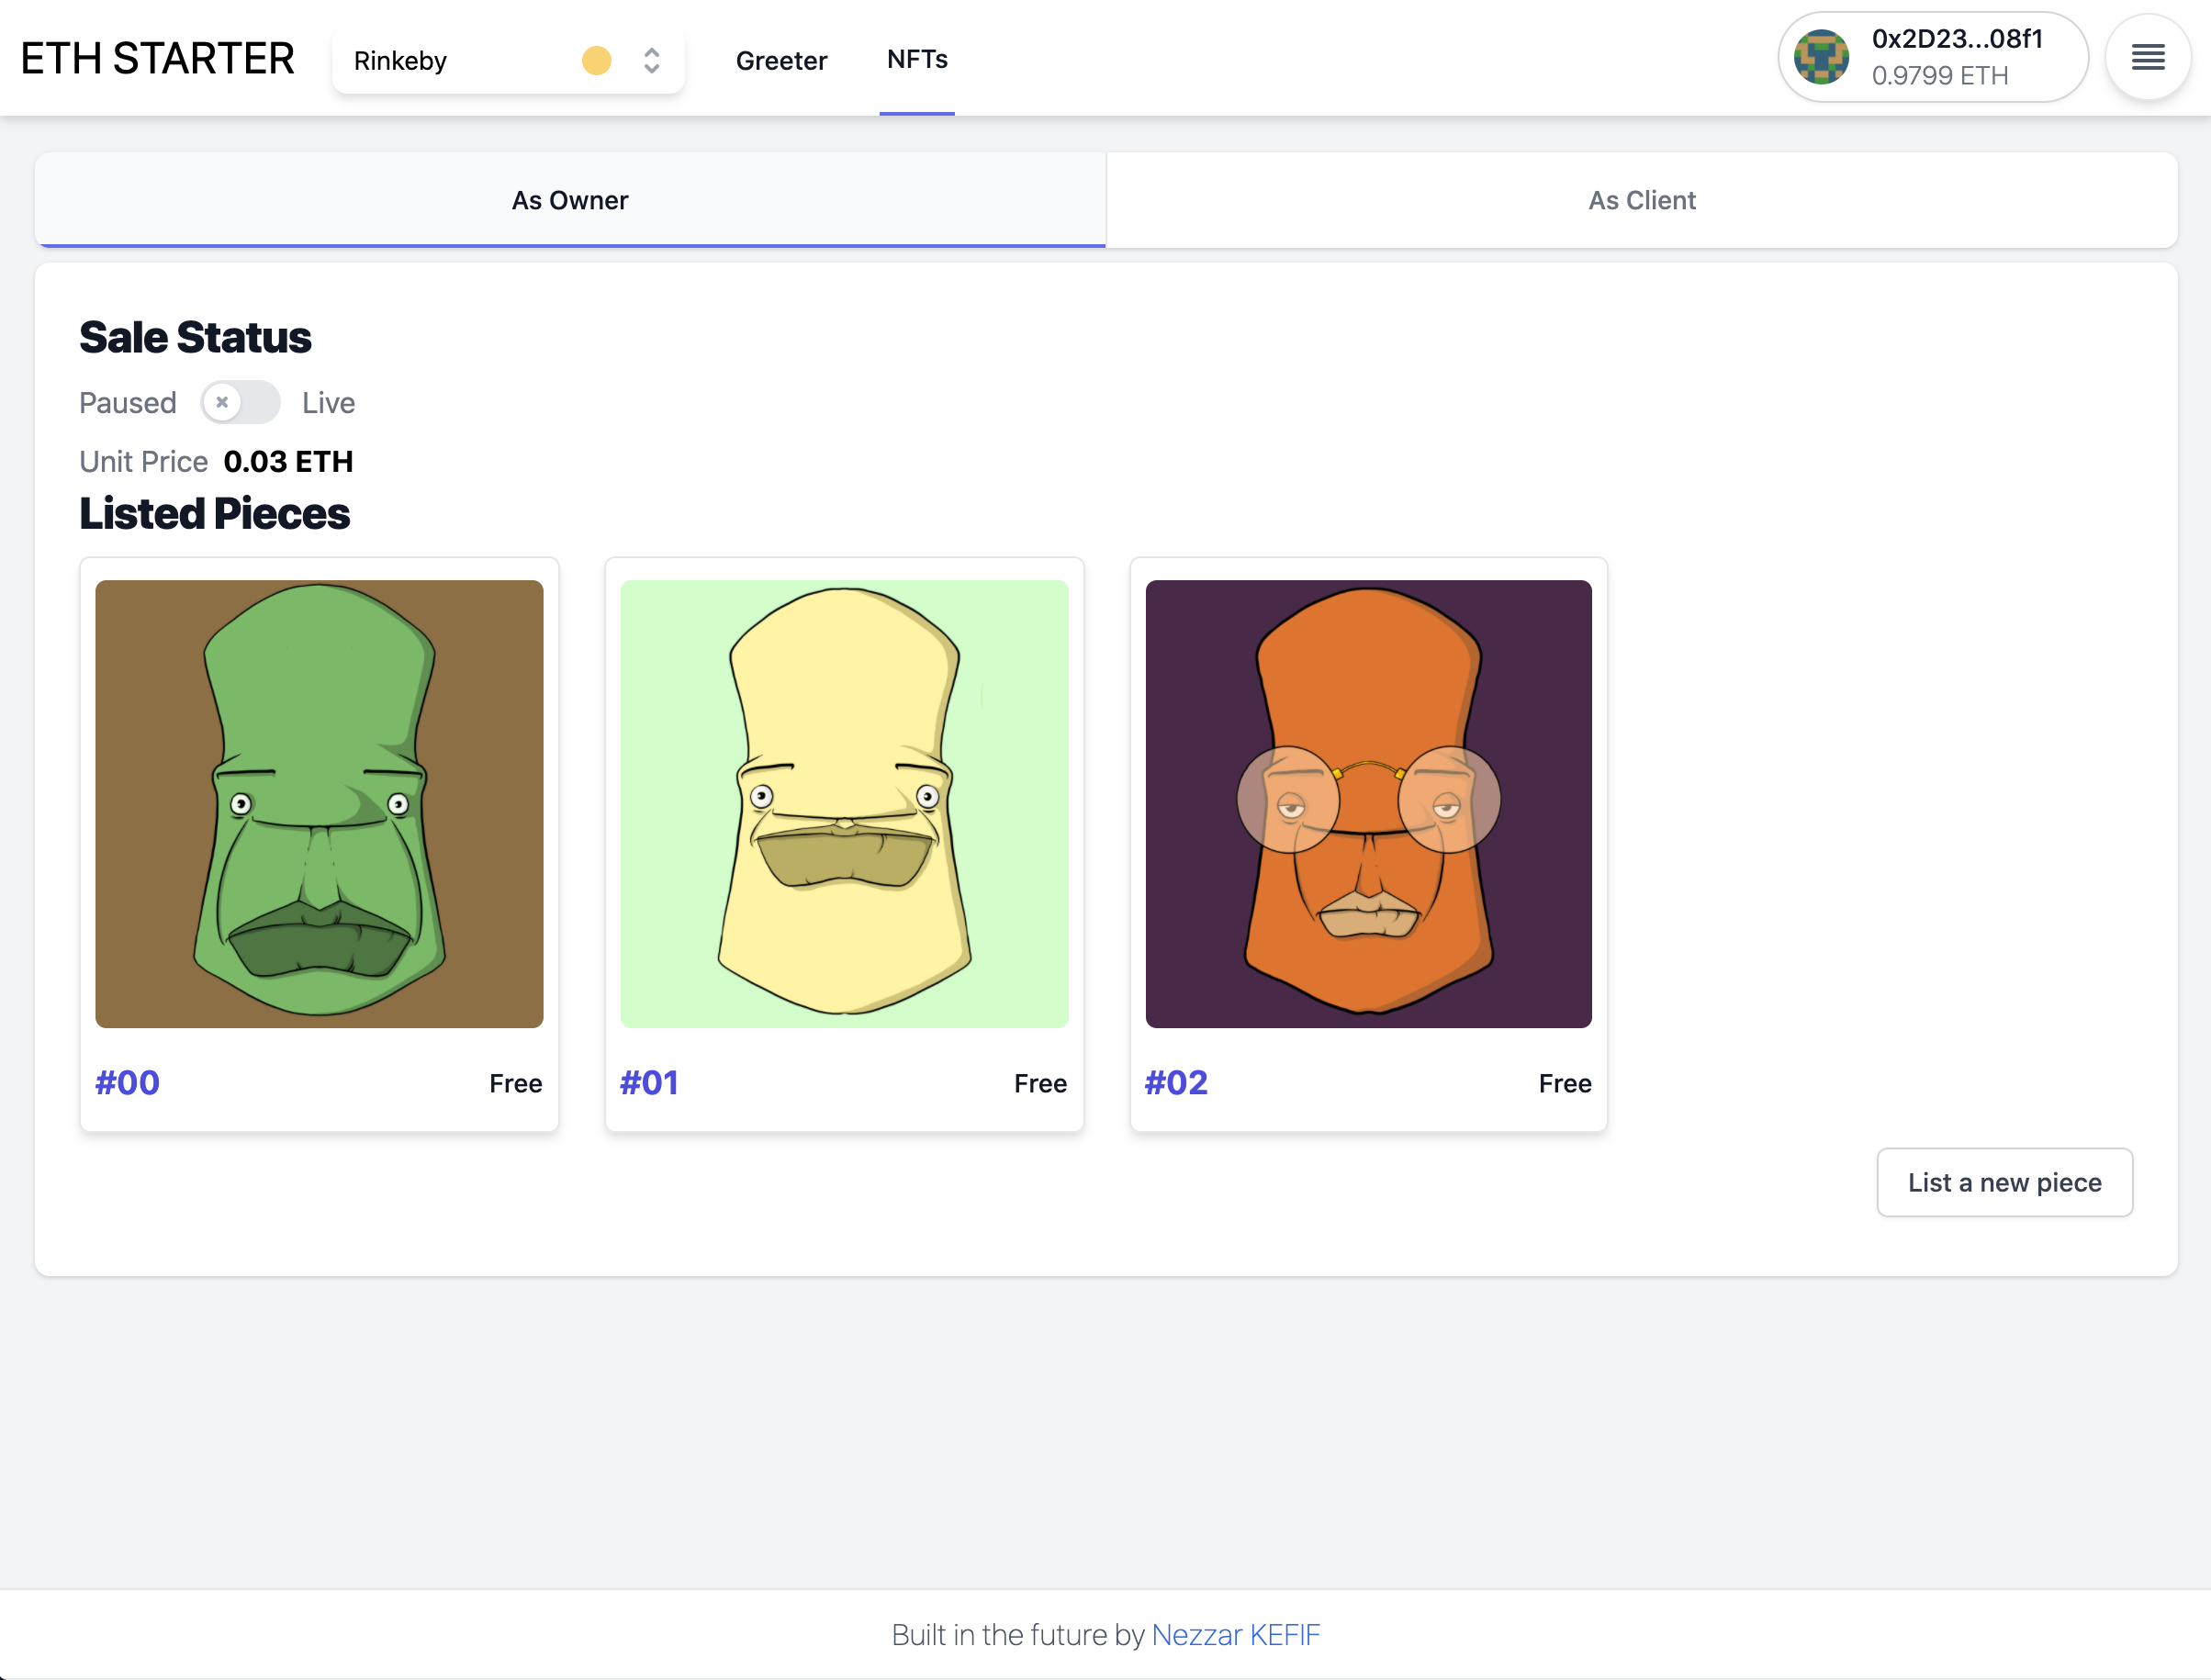 ETH STARTER
Rinkeby
Greeter
NFTs
0x2D23...08f1
0.9799 ETH
As Owner
As Client
Sale Status
Paused
Live
Unit Price 0.03 ETH
Listed Pieces
#00
Free
#01
Free
#02
Free
List a new piece
Built in the future by Nezzar KEFIF